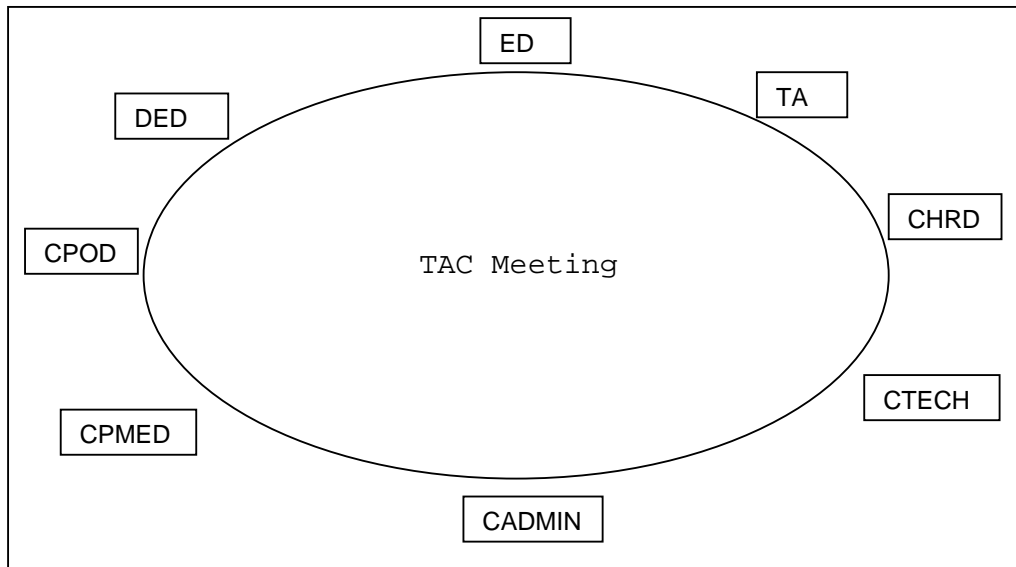 ED
TA
DED
CHRD
CPOD
TAC Meeting
CTECH
CPMED
CADMIN